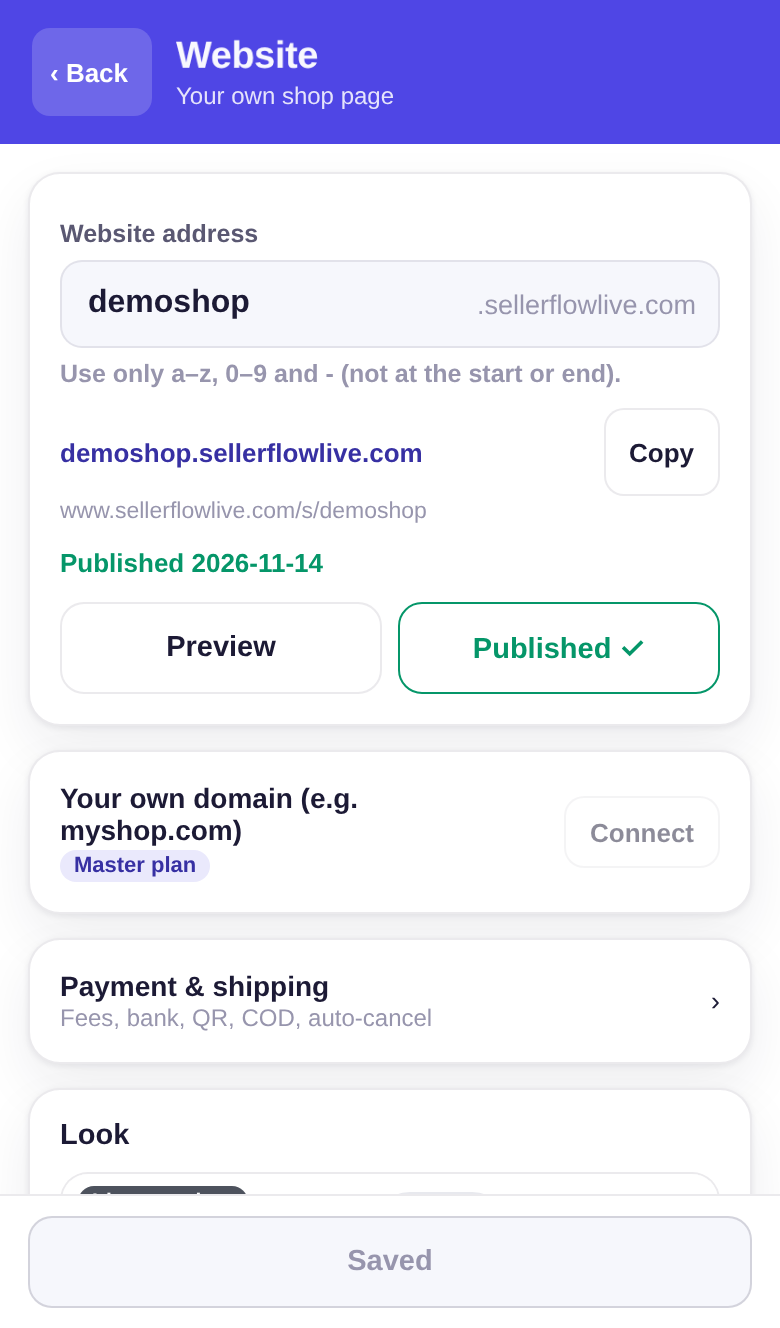 ‹ Back
Website
Your own shop page
Website address
demoshop
.sellerflowlive.com
Use only a–z, 0–9 and - (not at the start or end).
demoshop.sellerflowlive.com
Copy
www.sellerflowlive.com/s/demoshop
Published 2026-11-14
Preview
Published ✓
Your own domain (e.g.
myshop.com)
Master plan
Connect
Payment & shipping
Fees, bank, QR, COD, auto-cancel
›
Look
Saved